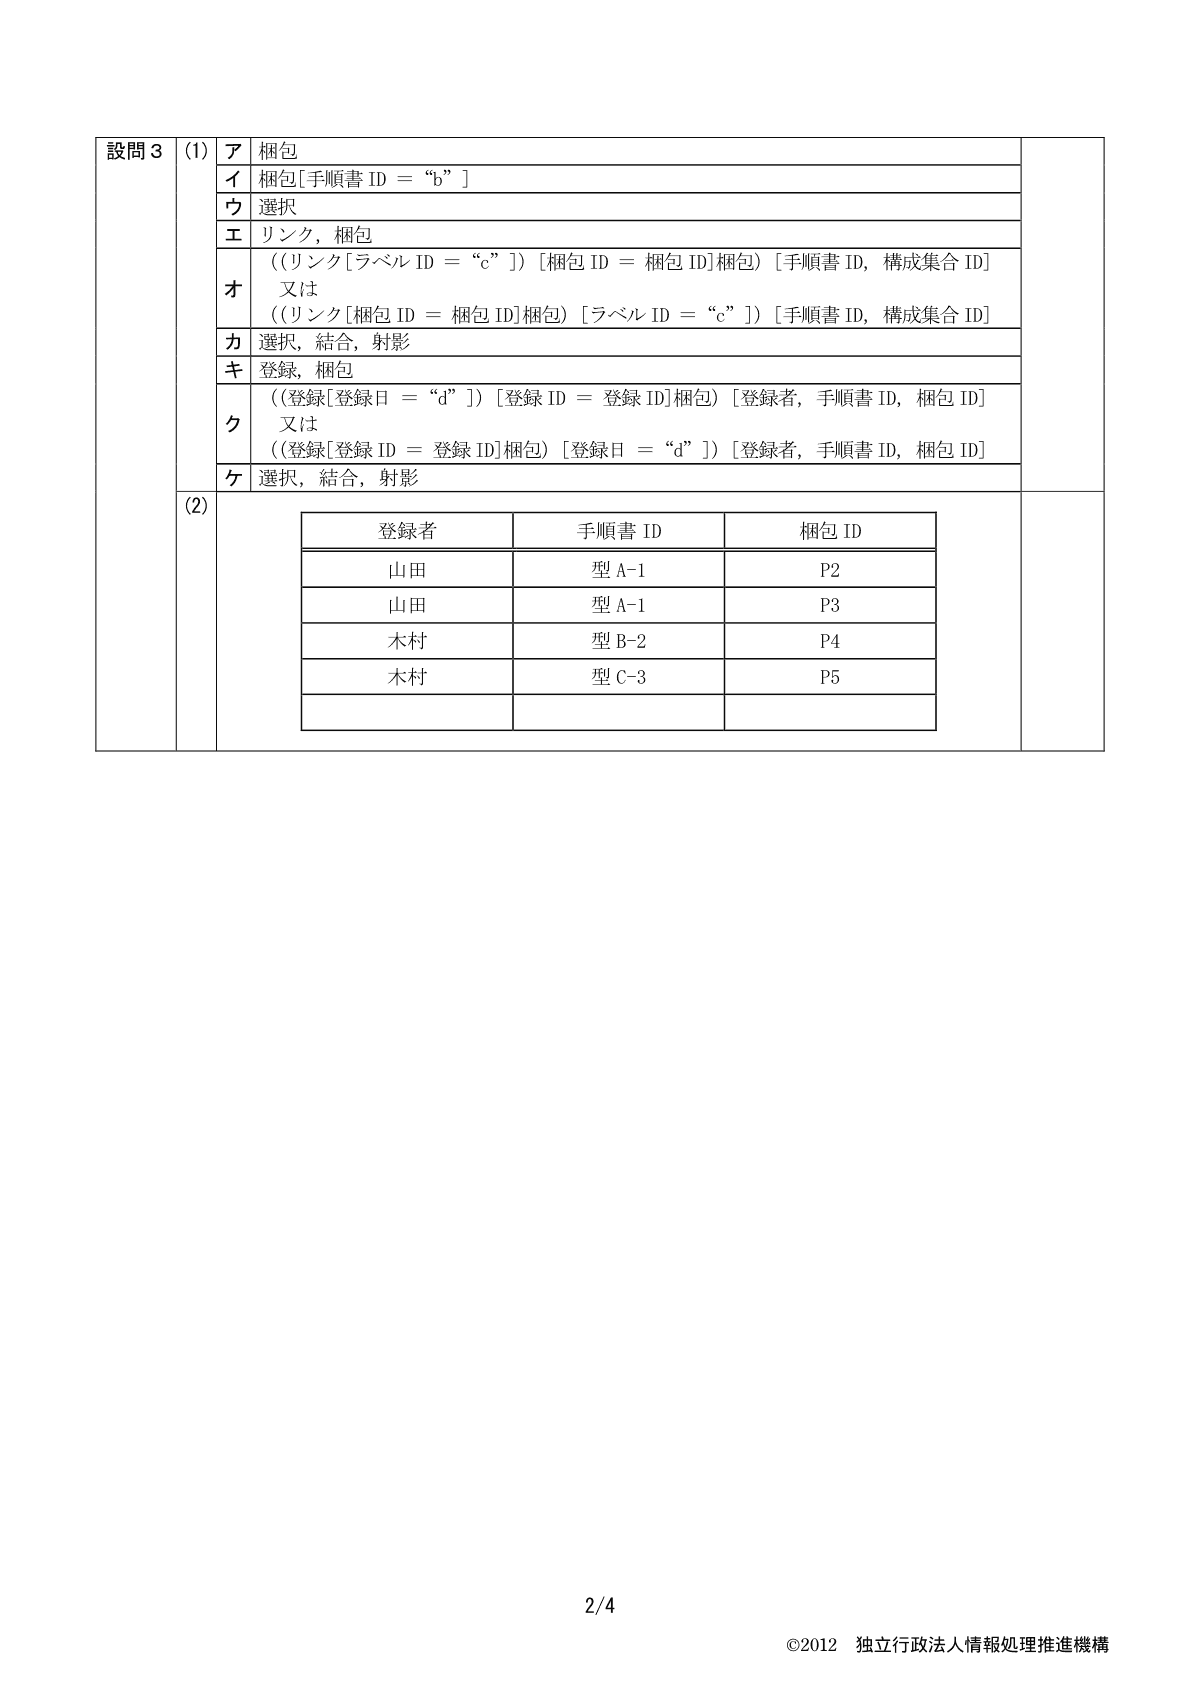 設問３ (1) ア 梱包
イ 梱包[手順書 ID ＝ “b” ]
ウ 選択
エ リンク，梱包
オ ((リンク[ラベル ID ＝ “c” ]) [梱包 ID ＝ 梱包 ID]梱包) [手順書 ID，構成集合 ID]
又は
((リンク[梱包 ID ＝ 梱包 ID]梱包) [ラベル ID ＝ “c” ]) [手順書 ID，構成集合 ID]
カ 選択，結合，射影
キ 登録，梱包
ク ((登録[登録日 ＝ “d” ]) [登録 ID ＝ 登録 ID]梱包) [登録者，手順書 ID，梱包 ID]
又は
((登録[登録 ID ＝ 登録 ID]梱包) [登録日 ＝ “d” ]) [登録者，手順書 ID，梱包 ID]
ケ 選択，結合，射影
(2)
登録者 手順書 ID 梱包 ID
山田 型 A-1 P2
山田 型 A-1 P3
木村 型 B-2 P4
木村 型 C-3 P5
2/4
©2012 独立行政法人情報処理推進機構